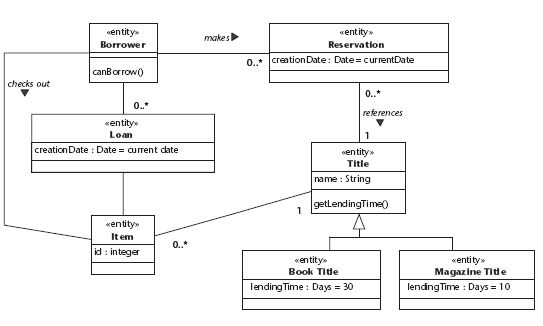 «entity»
Borrower
canBorrow()
makes
0..*
«entity»
Reservation
creationDate : Date = currentDate
checks out
0..*
«entity»
Loan
creationDate : Date = current date
0..*
references
1
«entity»
Title
name : String
getLendingTime()
1
0..*
«entity»
Item
id : integer
«entity»
Book Title
lendingTime : Days = 30
«entity»
Magazine Title
lendingTime : Days = 10